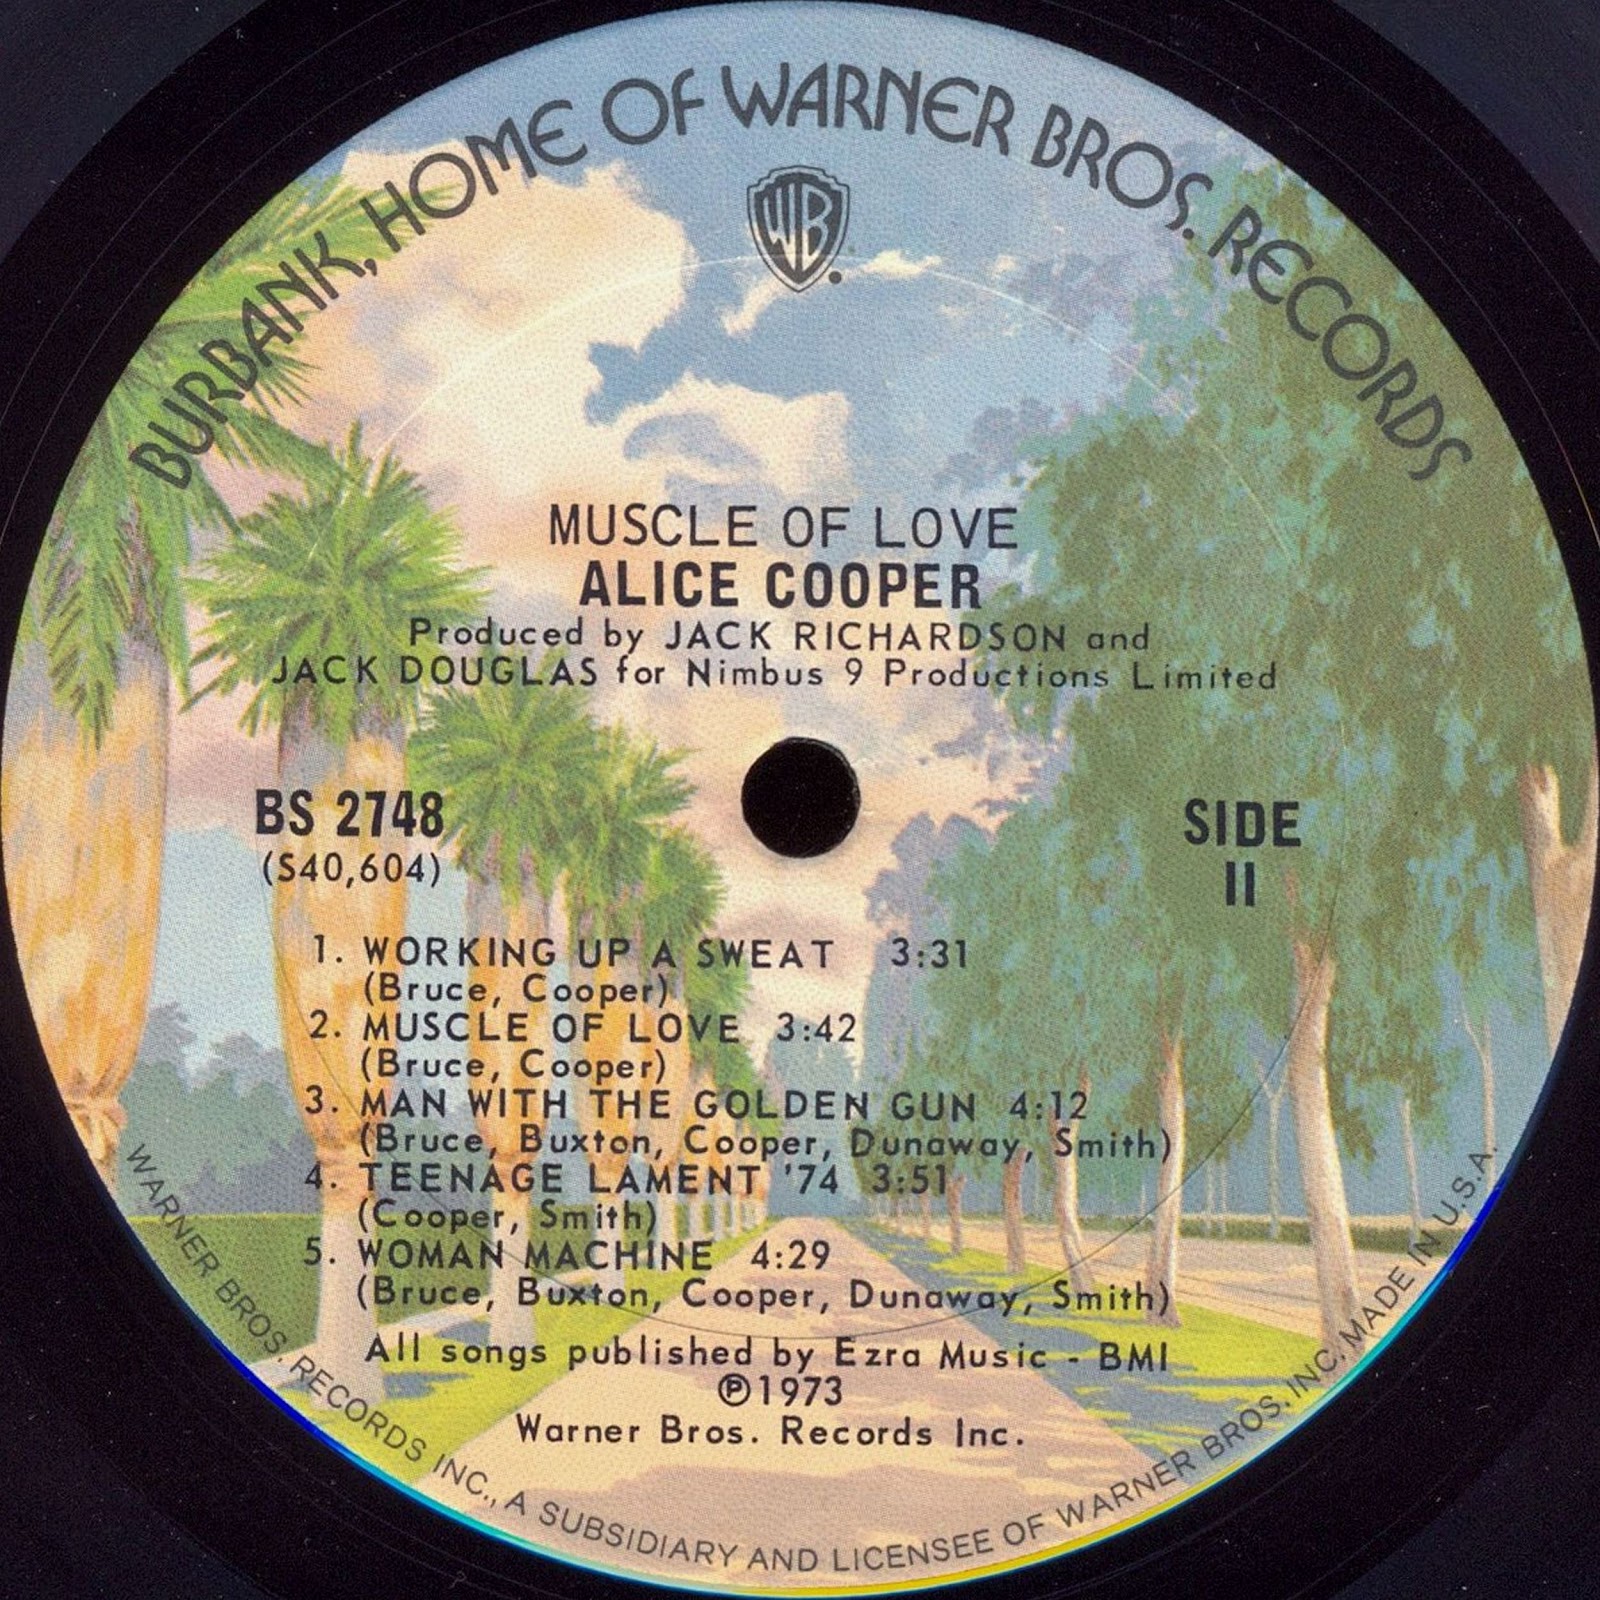 BURBANK, HOME OF WARNER BROS. RECORDS
WB
MUSCLE OF LOVE
ALICE COOPER
Produced by JACK RICHARDSON and
JACK DOUGLAS for Nimbus 9 Productions Limited
BS 2748
(S40,604)
SIDE
II
1. WORKING UP A SWEAT 3:31
(Bruce, Cooper)
2. MUSCLE OF LOVE 3:42
(Bruce, Cooper)
3. MAN WITH THE GOLDEN GUN 4:12
(Bruce, Buxton, Cooper, Dunaway, Smith)
4. TEENAGE LAMENT '74 3:51
(Cooper, Smith)
5. WOMAN MACHINE 4:29
(Bruce, Buxton, Cooper, Dunaway, Smith)
All songs published by Ezra Music - BMI
℗1973
Warner Bros. Records Inc.
WARNER BROS. RECORDS INC., A SUBSIDIARY AND LICENSEE OF WARNER BROS. INC. MADE IN U.S.A.